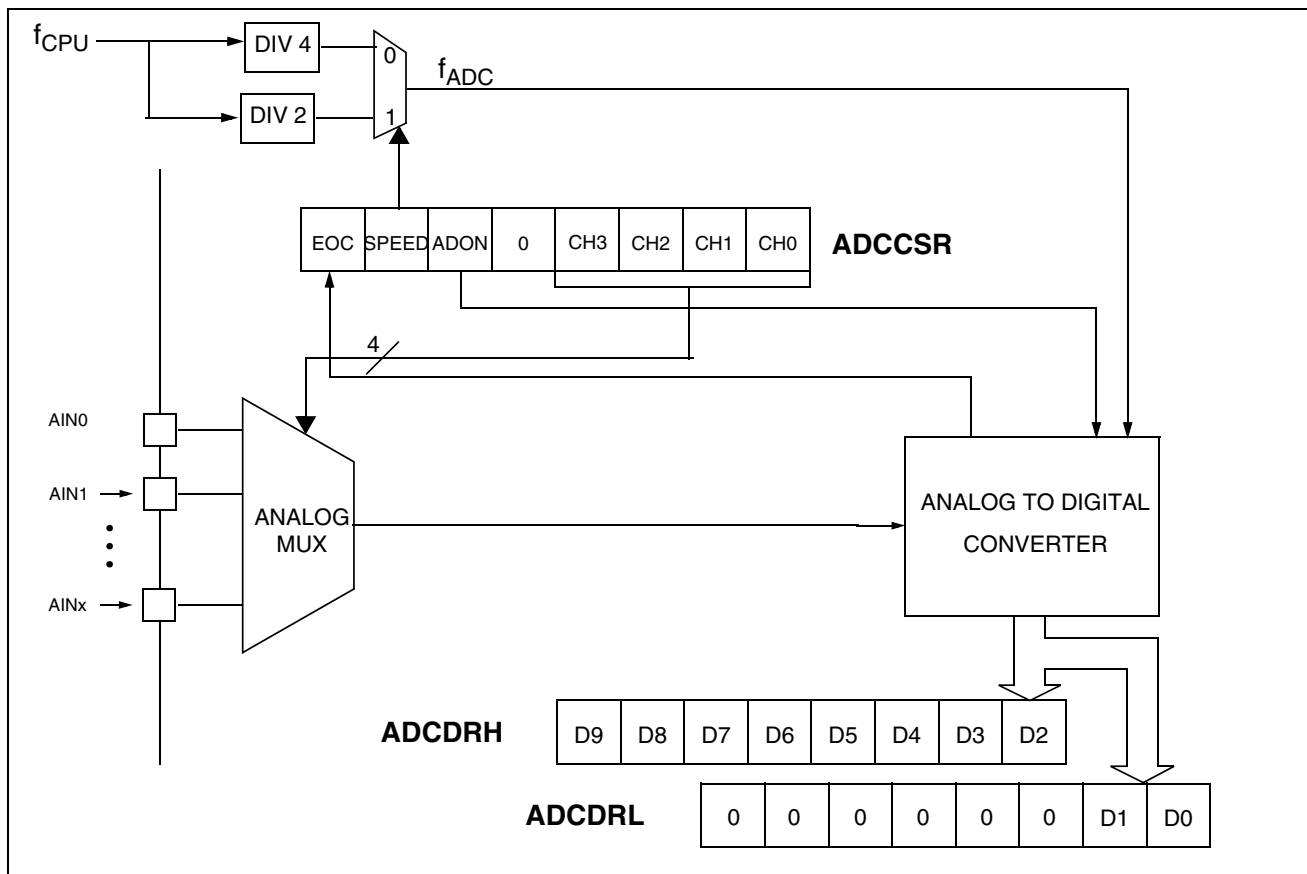 fCPU
DIV 4
0
fADC
DIV 2
1
EOC SPEED ADON 0 CH3 CH2 CH1 CH0
ADCCSR
4
AIN0
AIN1
AINx
ANALOG
MUX
ANALOG TO DIGITAL
CONVERTER
ADCDRH
D9 D8 D7 D6 D5 D4 D3 D2
ADCDRL
0 0 0 0 0 0 D1 D0